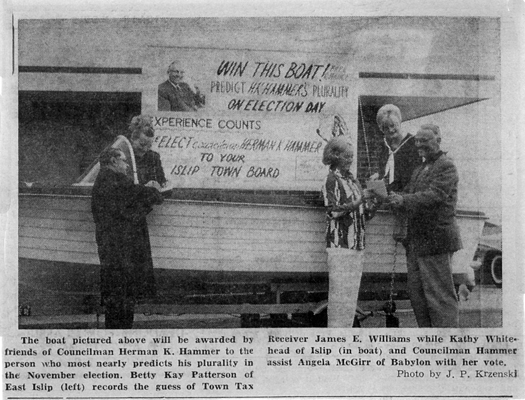 WIN THIS BOAT!
PREDICT HK HAMMER'S PLURALITY
ON ELECTION DAY
EXPERIENCE COUNTS
ELECT HERMAN K HAMMER
TO YOUR
ISLIP TOWN BOARD
The boat pictured above will be awarded by
friends of Councilman Herman K. Hammer to the
person who most nearly predicts his plurality in
the November election. Betty Kay Patterson of
East Islip (left) records the guess of Town Tax
Receiver James E. Williams while Kathy White-
head of Islip (in boat) and Councilman Hammer
assist Angela McGirr of Babylon with her vote.
Photo by J. P. Krzenski